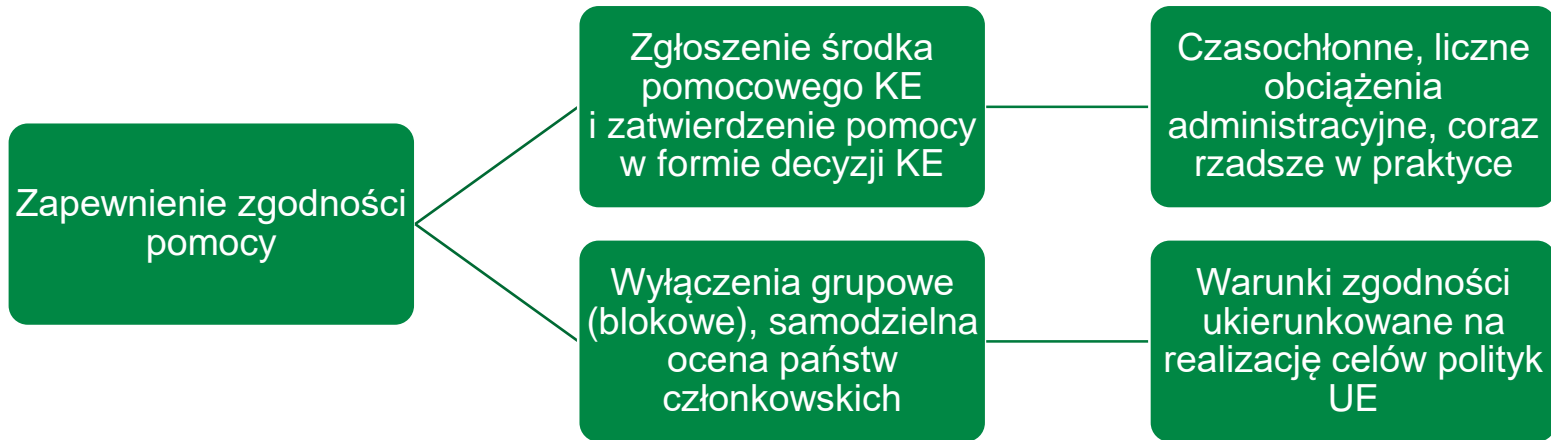 Zapewnienie zgodności
pomocy
Zgłoszenie środka
pomocowego KE
i zatwierdzenie pomocy
w formie decyzji KE
Czasochłonne, liczne
obciążenia
administracyjne, coraz
rzadsze w praktyce
Wyłączenia grupowe
(blokowe), samodzielna
ocena państw
członkowskich
Warunki zgodności
ukierunkowane na
realizację celów polityk
UE